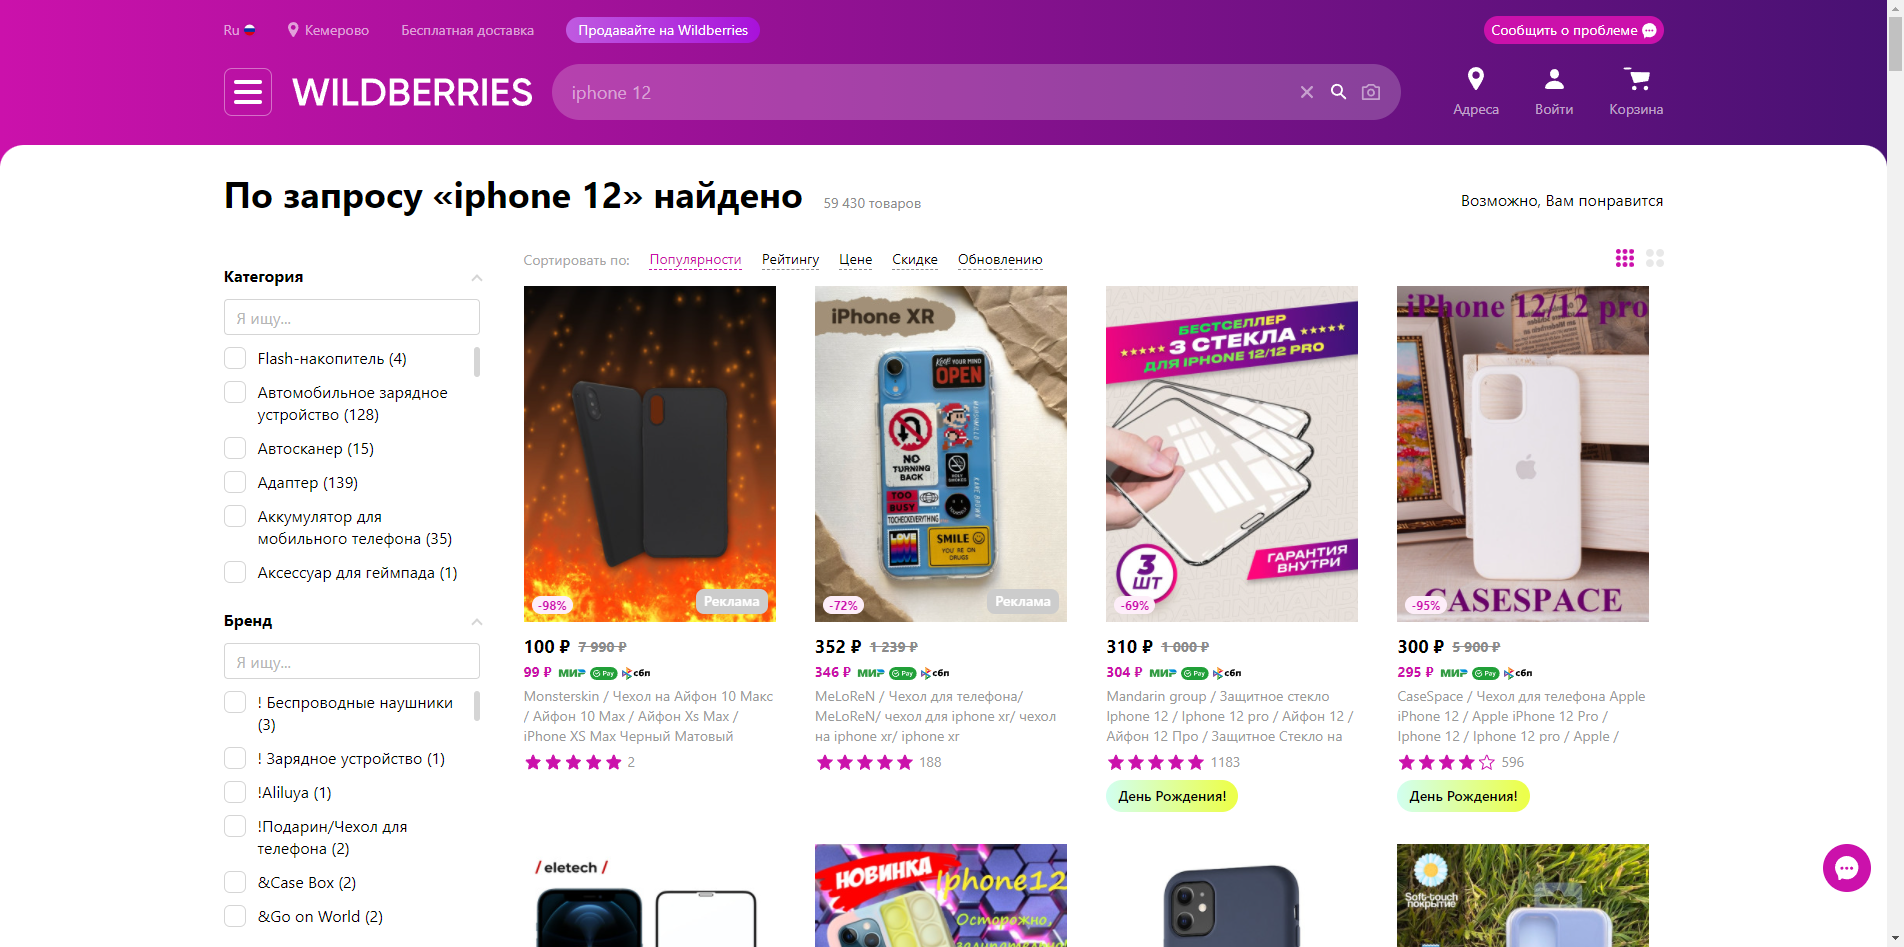 Ru
Кемерово
Бесплатная доставка
Продавайте на Wildberries
Сообщить о проблеме
WILDBERRIES
iphone 12
Адреса
Войти
Корзина
По запросу «iphone 12» найдено
59 430 товаров
Возможно, Вам понравится
Сортировать по:
Популярности
Рейтингу
Цене
Скидке
Обновлению
Категория
Я ищу...
Flash-накопитель (4)
Автомобильное зарядное
устройство (128)
Автосканер (15)
Адаптер (139)
Аккумулятор для
мобильного телефона (35)
Аксессуар для геймпада (1)
Бренд
Я ищу...
! Беспроводные наушники
(3)
! Зарядное устройство (1)
!Aliluya (1)
!Подарин/Чехол для
телефона (2)
&Case Box (2)
&Go on World (2)
-98%
Реклама
100 ₽ 7 990 ₽
99 ₽ МИР Pay сбп
Monsterskin / Чехол на Айфон 10 Макс
/ Айфон 10 Max / Айфон Xs Max /
iPhone XS Max Черный Матовый
2
iPhone XR
KEEP YOUR MIND
OPEN
NO
TURNING
BACK
TOO
BUSY
TOCHECKEVERYTHING
LOVE
SMILE
YOU'RE ON
DRUGS
-72%
Реклама
352 ₽ 1 239 ₽
346 ₽ МИР Pay сбп
MeLoReN / Чехол для телефона/
MeLoReN/ чехол для iphone xr/ чехол
на iphone xr/ iphone xr
188
БЕСТСЕЛЛЕР
3 СТЕКЛА
ДЛЯ IPHONE 12/12 PRO
3
ШТ
ГАРАНТИЯ
ВНУТРИ
-69%
310 ₽ 1 000 ₽
304 ₽ МИР Pay сбп
Mandarin group / Защитное стекло
Iphone 12 / Iphone 12 pro / Айфон 12 /
Айфон 12 Про / Защитное Стекло на
1183
День Рождения!
iPhone 12/12 pro
CASESPACE
-95%
300 ₽ 5 900 ₽
295 ₽ МИР Pay сбп
CaseSpace / Чехол для телефона Apple
iPhone 12 / Apple iPhone 12 Pro /
Iphone 12 / Iphone 12 pro / Apple /
596
День Рождения!
/ eletech /
НОВИНКА
Iphone12
Осторожно,
залипательно!
Soft-touch
покрытие